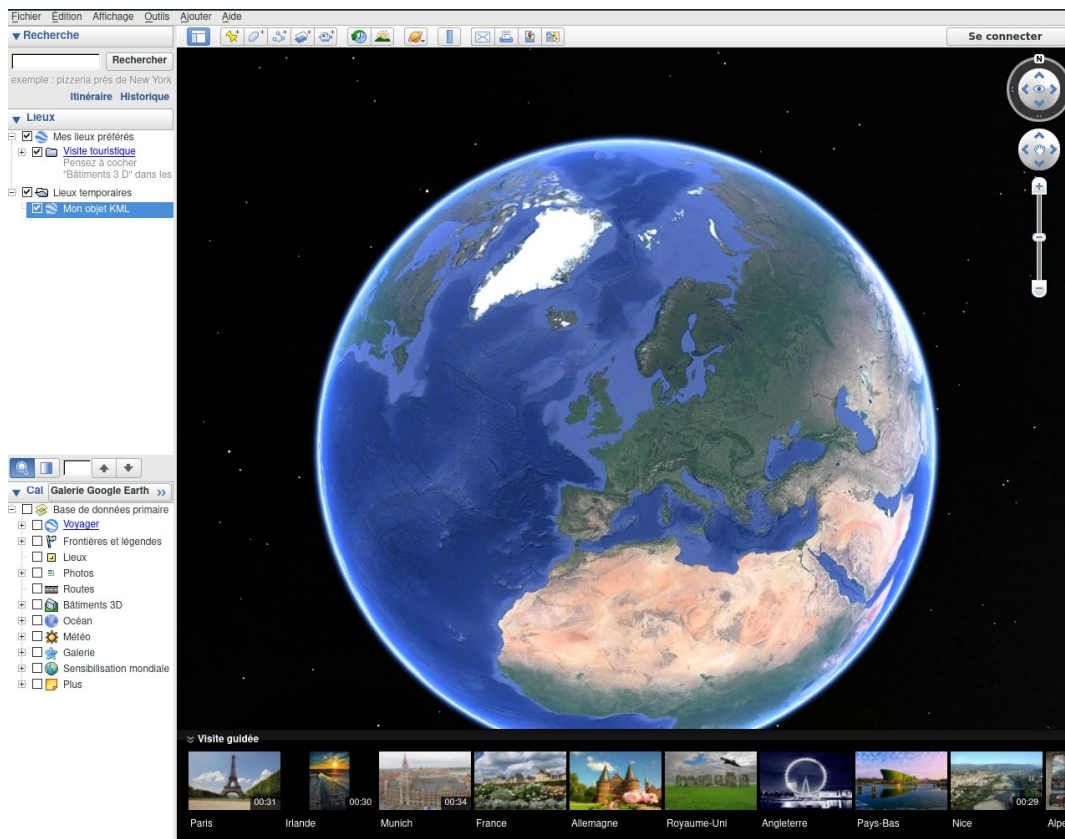 Fichier Édition Affichage Outils Ajouter Aide
Recherche
Se connecter
Rechercher
exemple : pizzeria près de New York
Itinéraire Historique
N
Lieux
Mes lieux préférés
Visite touristique
Pensez à cocher
"Bâtiments 3 D" dans les
Lieux temporaires
Mon objet KML
Cal Galerie Google Earth
Base de données primaire
Voyager
Frontières et légendes
Lieux
Photos
Routes
Bâtiments 3D
Océan
Météo
Galerie
Sensibilisation mondiale
Plus
Visite guidée
00:31 00:30 00:34 00:29
Paris Irlande Munich France Allemagne Royaume-Uni Angleterre Pays-Bas Nice Alpe